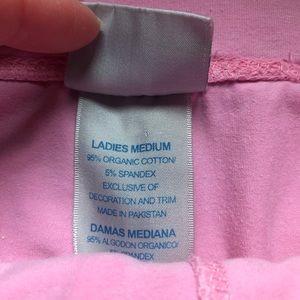 LADIES MEDIUM
95% ORGANIC COTTON/
5% SPANDEX
EXCLUSIVE OF
DECORATION AND TRIM
MADE IN PAKISTAN
DAMAS MEDIANA
95% ALGODON ORGANICO/
5% SPANDEX